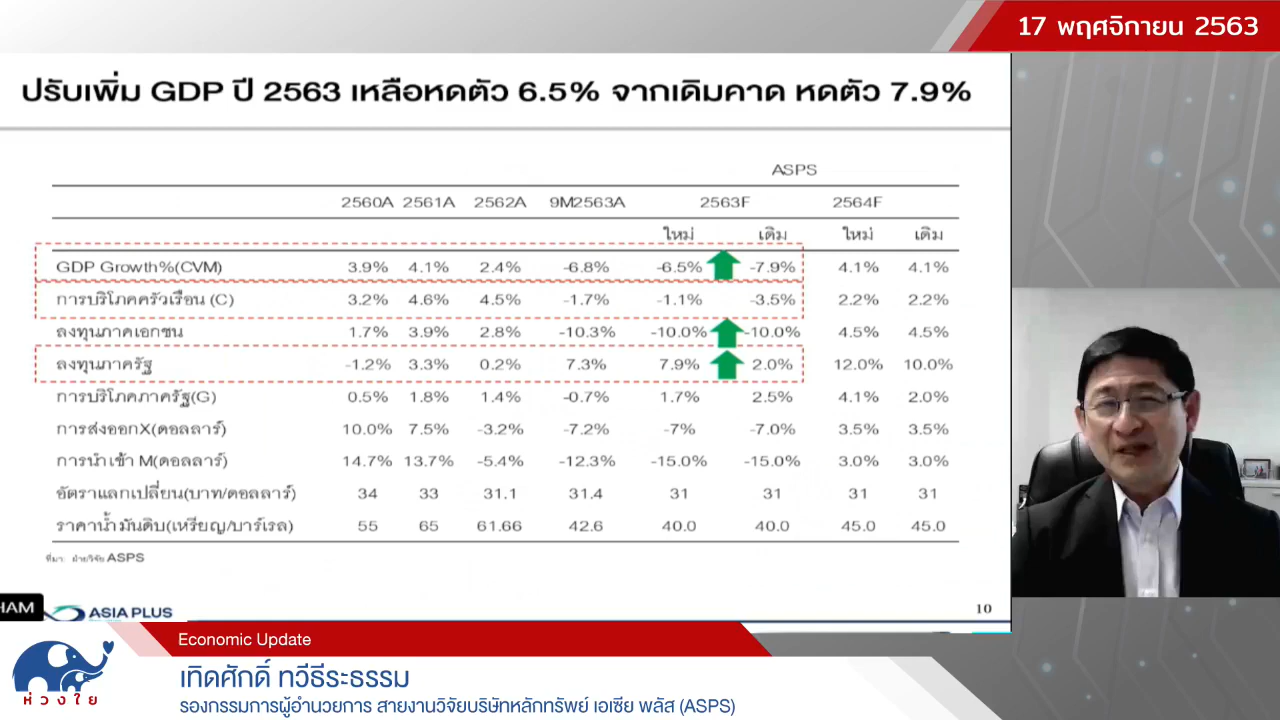 17 พฤศจิกายน 2563
ปรับเพิ่ม GDP ปี 2563 เหลือหดตัว 6.5% จากเดิมคาด หดตัว 7.9%
ASPS
2560A 2561A 2562A 9M2563A 2563F 2564F
ใหม่ เดิม ใหม่ เดิม
GDP Growth%(CVM) 3.9% 4.1% 2.4% -6.8% -6.5% -7.9% 4.1% 4.1%
การบริโภคครัวเรือน (C) 3.2% 4.6% 4.5% -1.7% -1.1% -3.5% 2.2% 2.2%
ลงทุนภาคเอกชน 1.7% 3.9% 2.8% -10.3% -10.0% -10.0% 4.5% 4.5%
ลงทุนภาครัฐ -1.2% 3.3% 0.2% 7.3% 7.9% 2.0% 12.0% 10.0%
การบริโภคภาครัฐ(G) 0.5% 1.8% 1.4% -0.7% 1.7% 2.5% 4.1% 2.0%
การส่งออกX(ดอลลาร์) 10.0% 7.5% -3.2% -7.2% -7% -7.0% 3.5% 3.5%
การนำเข้า M(ดอลลาร์) 14.7% 13.7% -5.4% -12.3% -15.0% -15.0% 3.0% 3.0%
อัตราแลกเปลี่ยน(บาท/ดอลลาร์) 34 33 31.1 31.4 31 31 31 31
ราคาน้ำมันดิบ(เหรียญ/บาร์เรล) 55 65 61.66 42.6 40.0 40.0 45.0 45.0
ที่มา: ฝ่ายวิจัย ASPS
HAM
ASIA PLUS
10
Economic Update
เทิดศักดิ์ ทวีธีระธรรม
รองกรรมการผู้อำนวยการ สายงานวิจัยบริษัทหลักทรัพย์ เอเซีย พลัส (ASPS)
ห่วงใย